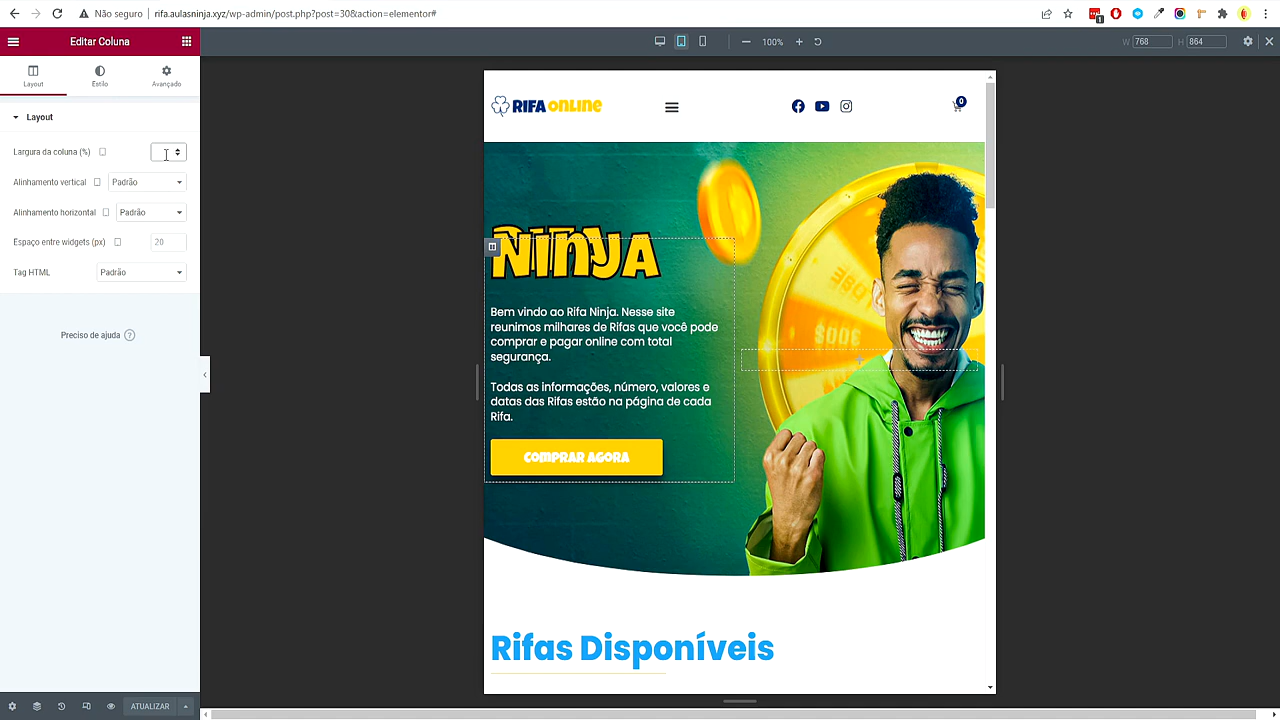 Não seguro
rifa.aulasninja.xyz/wp-admin/post.php?post=30&action=elementor#
1
Editar Coluna
100%
W 768
H 864
Layout
Estilo
Avançado
Layout
Largura da coluna (%)
Alinhamento vertical
Padrão
Alinhamento horizontal
Padrão
Espaço entre widgets (px)
20
Tag HTML
Padrão
Preciso de ajuda ?
ATUALIZAR
RIFA ONLINE
0
NINJA
Bem vindo ao Rifa Ninja. Nesse site
reunimos milhares de Rifas que você pode
comprar e pagar online com total
segurança.
Todas as informações, número, valores e
datas das Rifas estão na página de cada
Rifa.
COMPRAR AGORA
Rifas Disponíveis